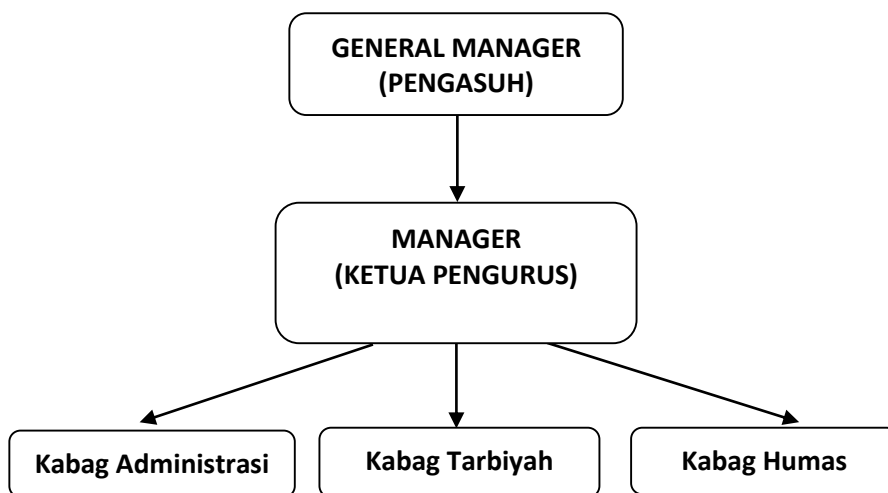 GENERAL MANAGER
(PENGASUH)
MANAGER
(KETUA PENGURUS)
Kabag Administrasi
Kabag Tarbiyah
Kabag Humas